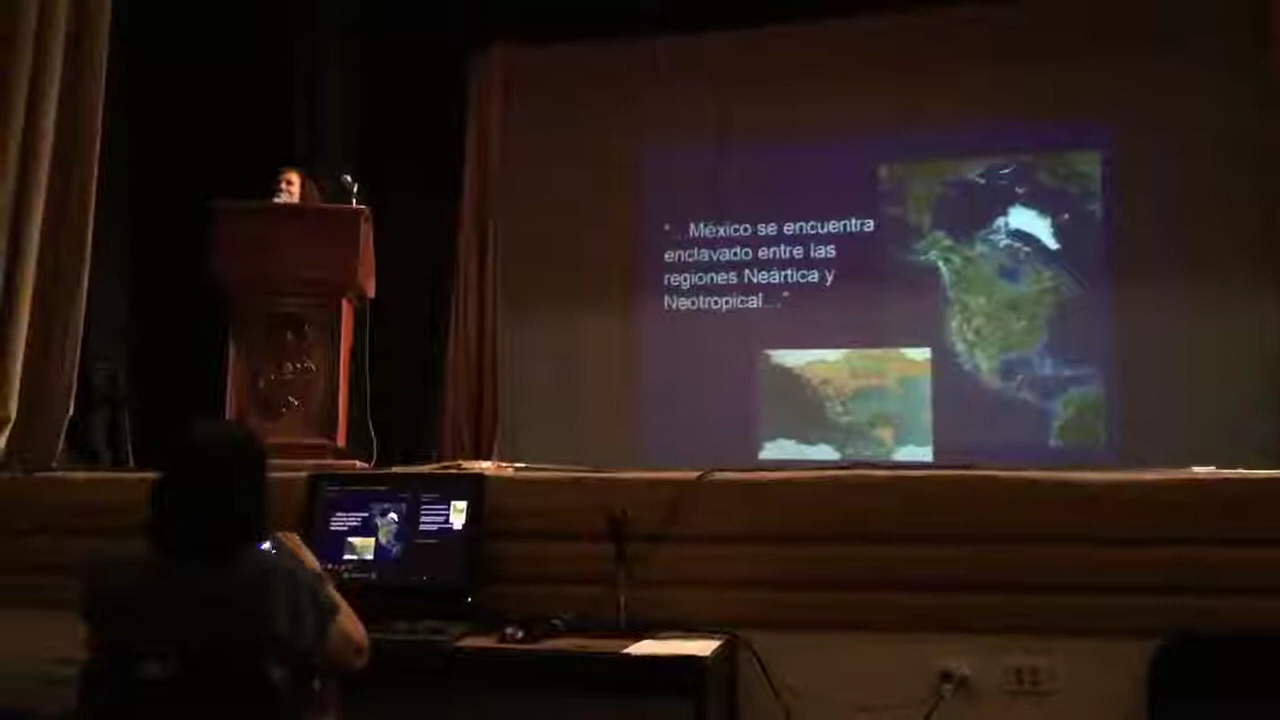 “...México se encuentra
enclavado entre las
regiones Neártica y
Neotropical...”